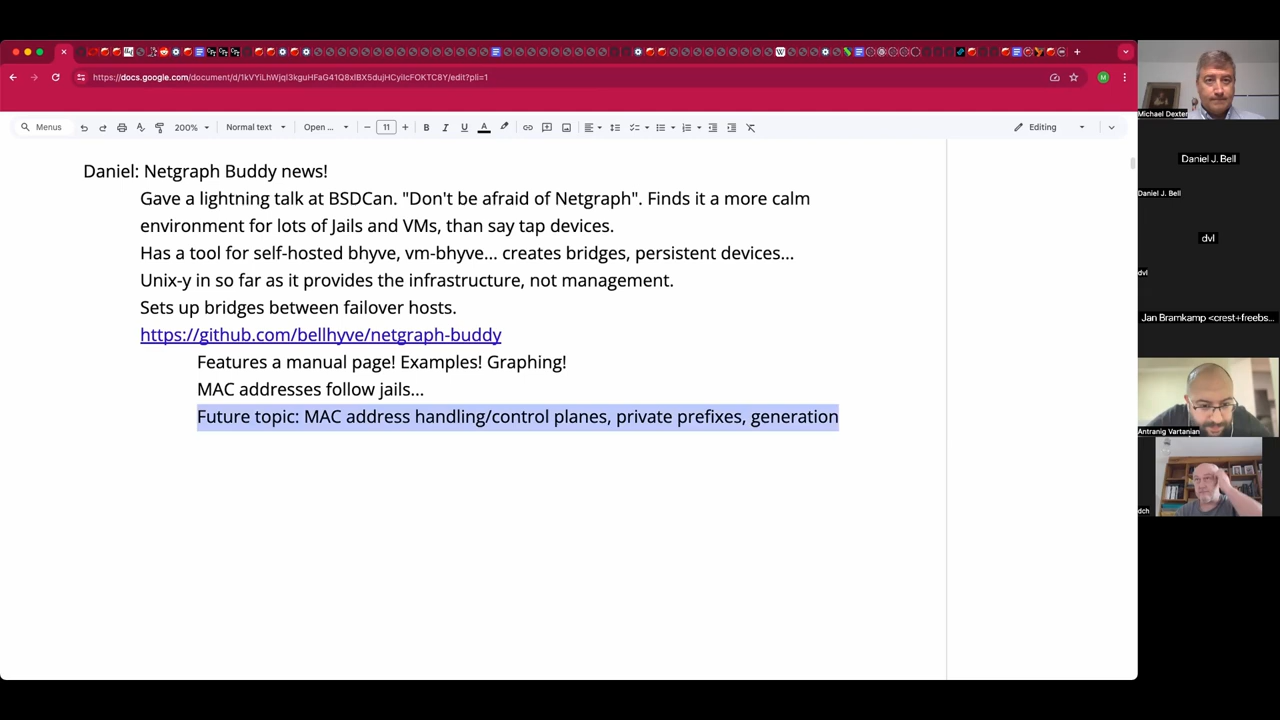 https://docs.google.com/document/d/1kVYiLhWjql3kguHFaG41Q8xlBX5dujHCyiIcFOKTC8Y/edit?pli=1
M
Menus
200%
Normal text
Open ...
11
Editing
Daniel: Netgraph Buddy news!
Gave a lightning talk at BSDCan. "Don't be afraid of Netgraph". Finds it a more calm
environment for lots of Jails and VMs, than say tap devices.
Has a tool for self-hosted bhyve, vm-bhyve... creates bridges, persistent devices...
Unix-y in so far as it provides the infrastructure, not management.
Sets up bridges between failover hosts.
https://github.com/bellhyve/netgraph-buddy
Features a manual page! Examples! Graphing!
MAC addresses follow jails...
Future topic: MAC address handling/control planes, private prefixes, generation
Michael Dexter
Daniel J. Bell
Daniel J. Bell
dvl
dvl
Jan Bramkamp <crest+freebs...
Antranig Vartanian
dch